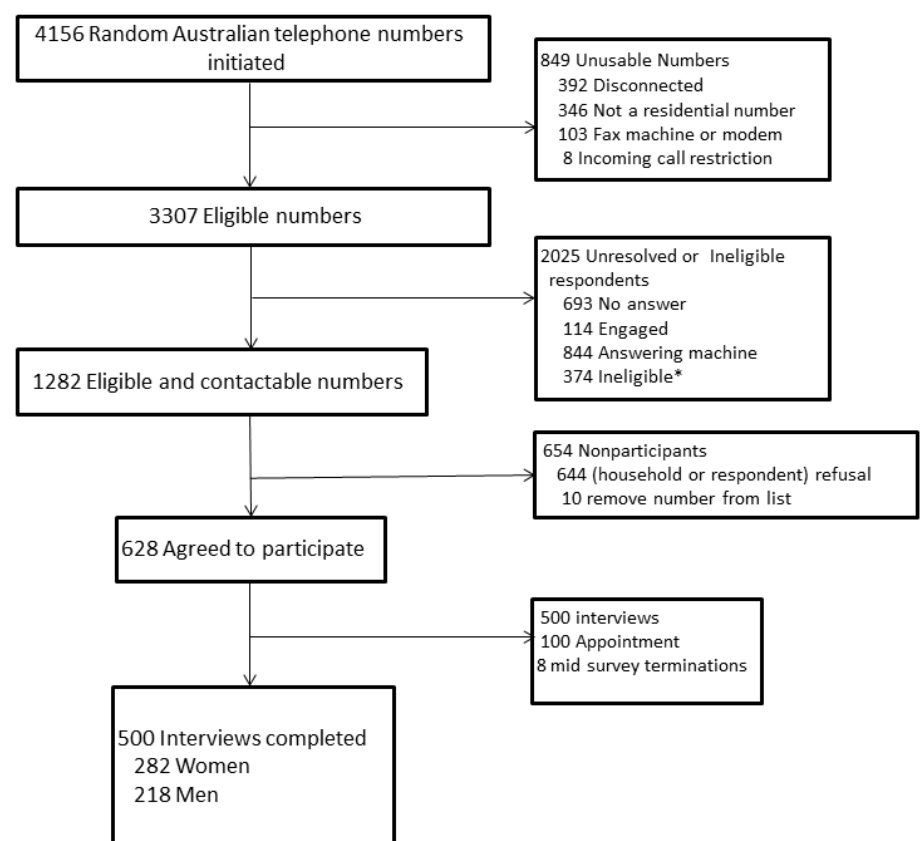 4156 Random Australian telephone numbers
initiated
849 Unusable Numbers
392 Disconnected
346 Not a residential number
103 Fax machine or modem
8 Incoming call restriction
3307 Eligible numbers
2025 Unresolved or Ineligible
respondents
693 No answer
114 Engaged
844 Answering machine
374 Ineligible*
1282 Eligible and contactable numbers
654 Nonparticipants
644 (household or respondent) refusal
10 remove number from list
628 Agreed to participate
500 interviews
100 Appointment
8 mid survey terminations
500 Interviews completed
282 Women
218 Men